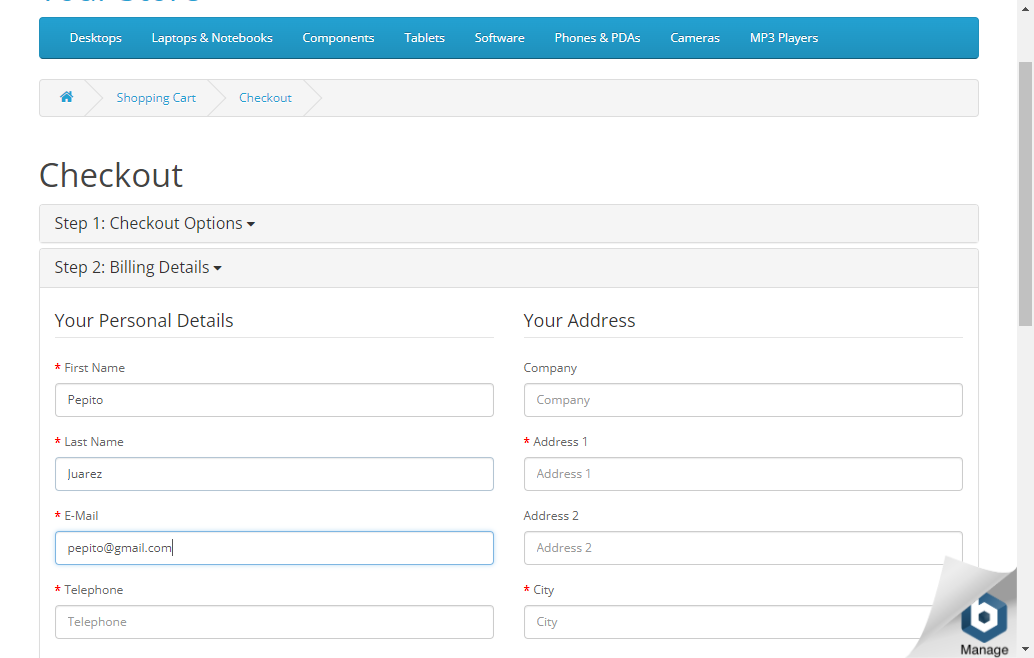 Your Store
Desktops Laptops & Notebooks Components Tablets Software Phones & PDAs Cameras MP3 Players
Shopping Cart Checkout
Checkout
Step 1: Checkout Options
Step 2: Billing Details
Your Personal Details
* First Name
Pepito
* Last Name
Juarez
* E-Mail
pepito@gmail.com
* Telephone
Telephone
Your Address
Company
Company
* Address 1
Address 1
Address 2
Address 2
* City
City
b
Manage